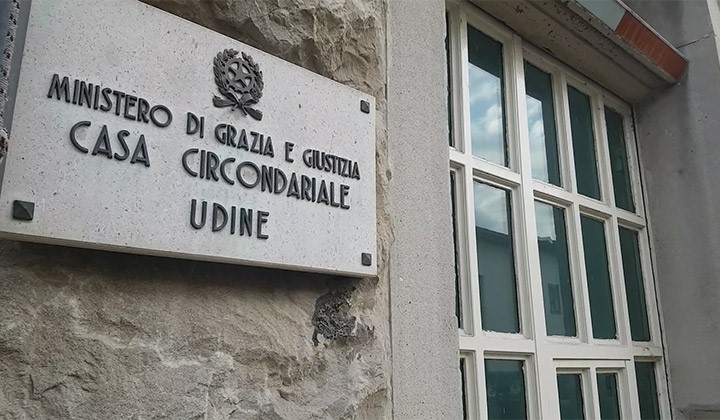 MINISTERO DI GRAZIA E GIUSTIZIA
CASA CIRCONDARIALE
UDINE